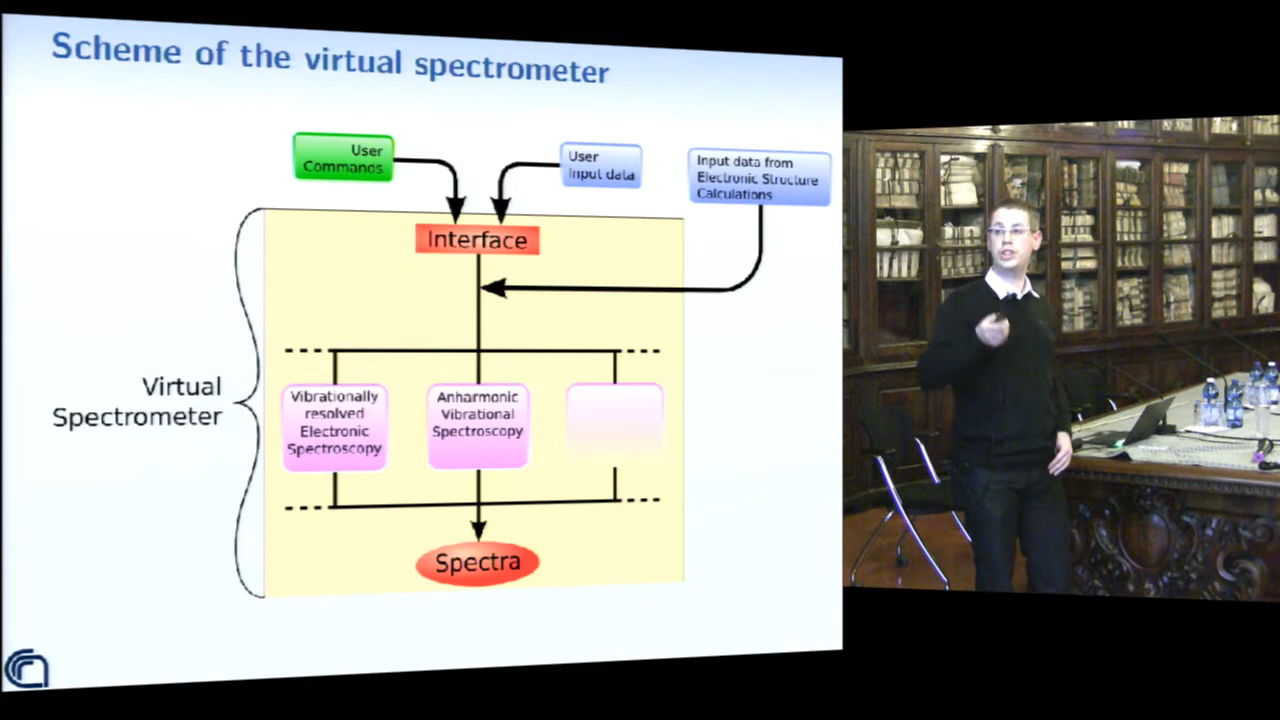 Scheme of the virtual spectrometer
User
Commands
User
Input data
Input data from
Electronic Structure
Calculations
Interface
Virtual
Spectrometer
Vibrationally
resolved
Electronic
Spectroscopy
Anharmonic
Vibrational
Spectroscopy
Spectra